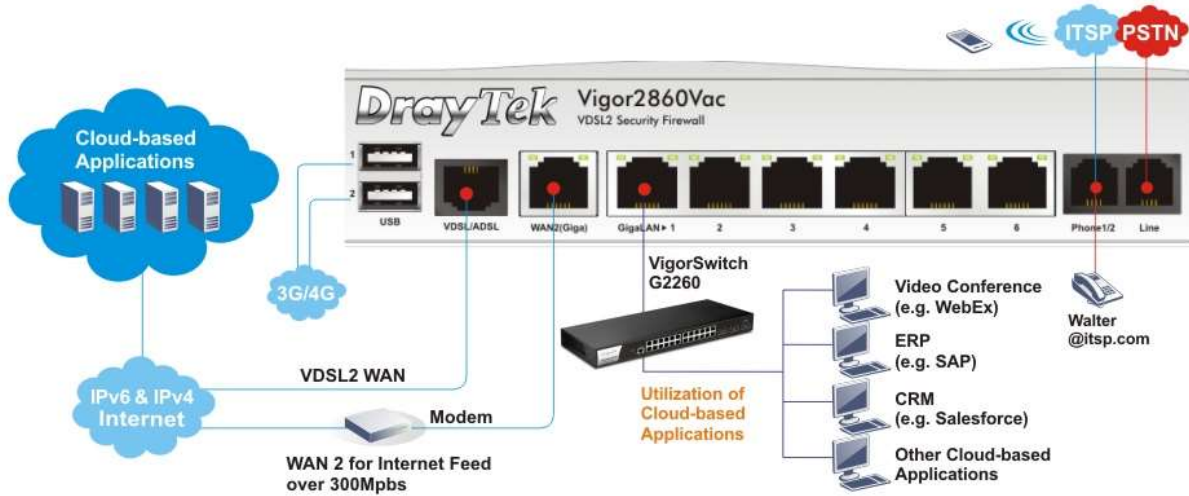 ITSP
PSTN
DrayTek
Vigor2860Vac
VDSL2 Security Firewall
Cloud-based
Applications
1
2
USB
VDSL/ADSL
WAN2(Giga)
GigaLAN▶ 1
2
3
4
5
6
Phone1/2
Line
3G/4G
VigorSwitch
G2260
Video Conference
(e.g. WebEx)
Walter
@itsp.com
ERP
(e.g. SAP)
VDSL2 WAN
IPv6 & IPv4
Internet
Modem
Utilization of
Cloud-based
Applications
CRM
(e.g. Salesforce)
WAN 2 for Internet Feed
over 300Mpbs
Other Cloud-based
Applications